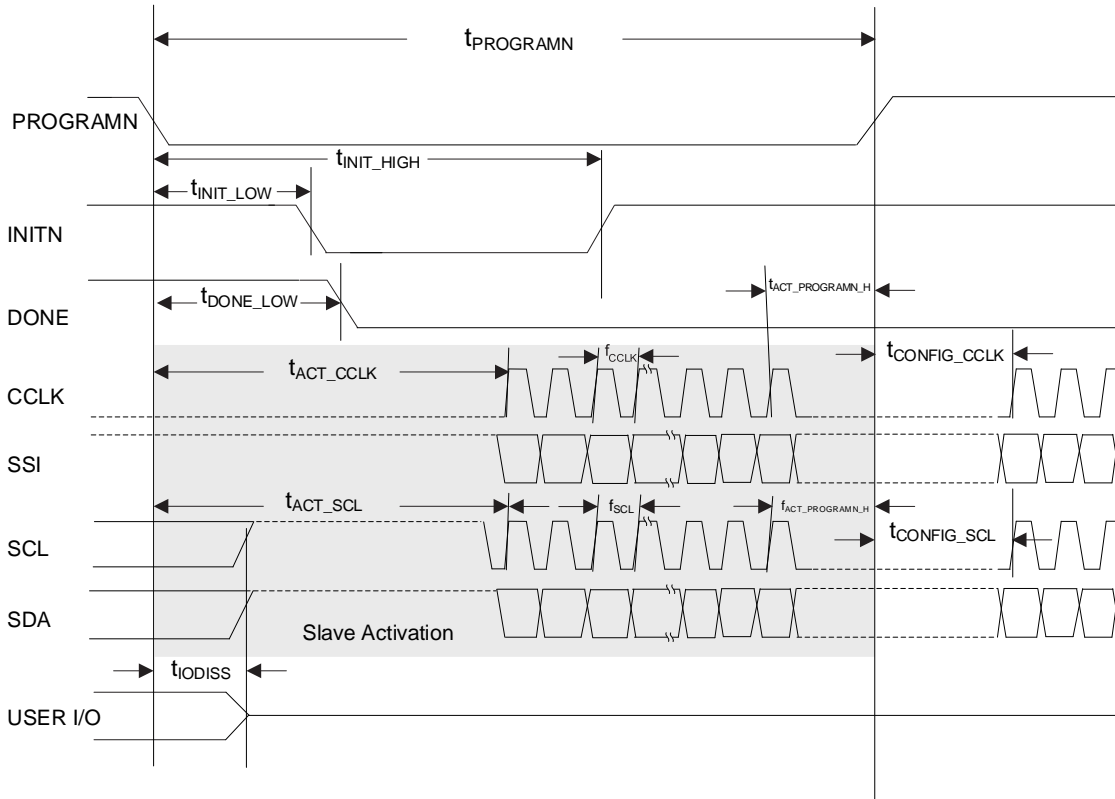 tPROGRAMN
PROGRAMN
tINIT_HIGH
tINIT_LOW
INITN
tACT_PROGRAMN_H
tDONE_LOW
DONE
fCCLK
tCONFIG_CCLK
tACT_CCLK
CCLK
SSI
tACT_SCL
fSCL
fACT_PROGRAMN_H
tCONFIG_SCL
SCL
SDA
Slave Activation
tIODISS
USER I/O